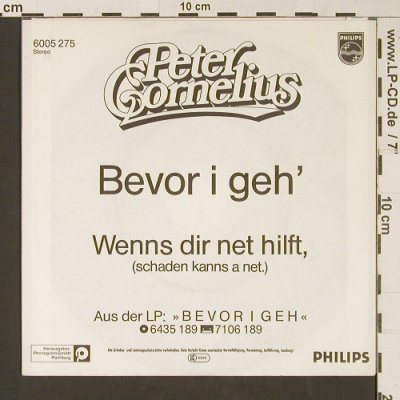 cm
10 cm
6005 275
Stereo
Peter
Cornelius
PHILIPS
Bevor i geh'
Wenns dir net hilft,
(schaden kanns a net.)
Aus der LP: »BEVOR I GEH«
6435 189 7106 189
Herausgeber
Phonogram GmbH
Hamburg
PHILIPS
www.LP-CD.de / 7"
10 cm